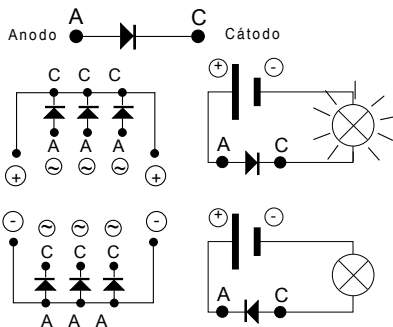 Anodo A C Cátodo
C C C
A A A
~ ~ ~
+ +
+ -
A C
- ~ ~ ~ -
C C C
A A A
+ -
A C